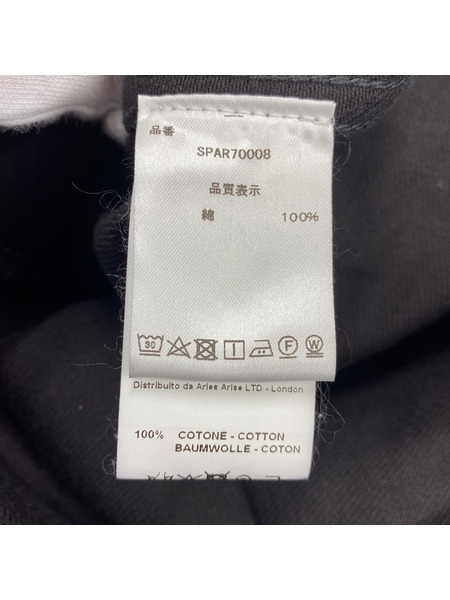 品番
SPAR70008
品質表示
綿 100%
30 F W
Distribuito da Aries Arise LTD - London
100% COTONE - COTTON
BAUMWOLLE - COTON